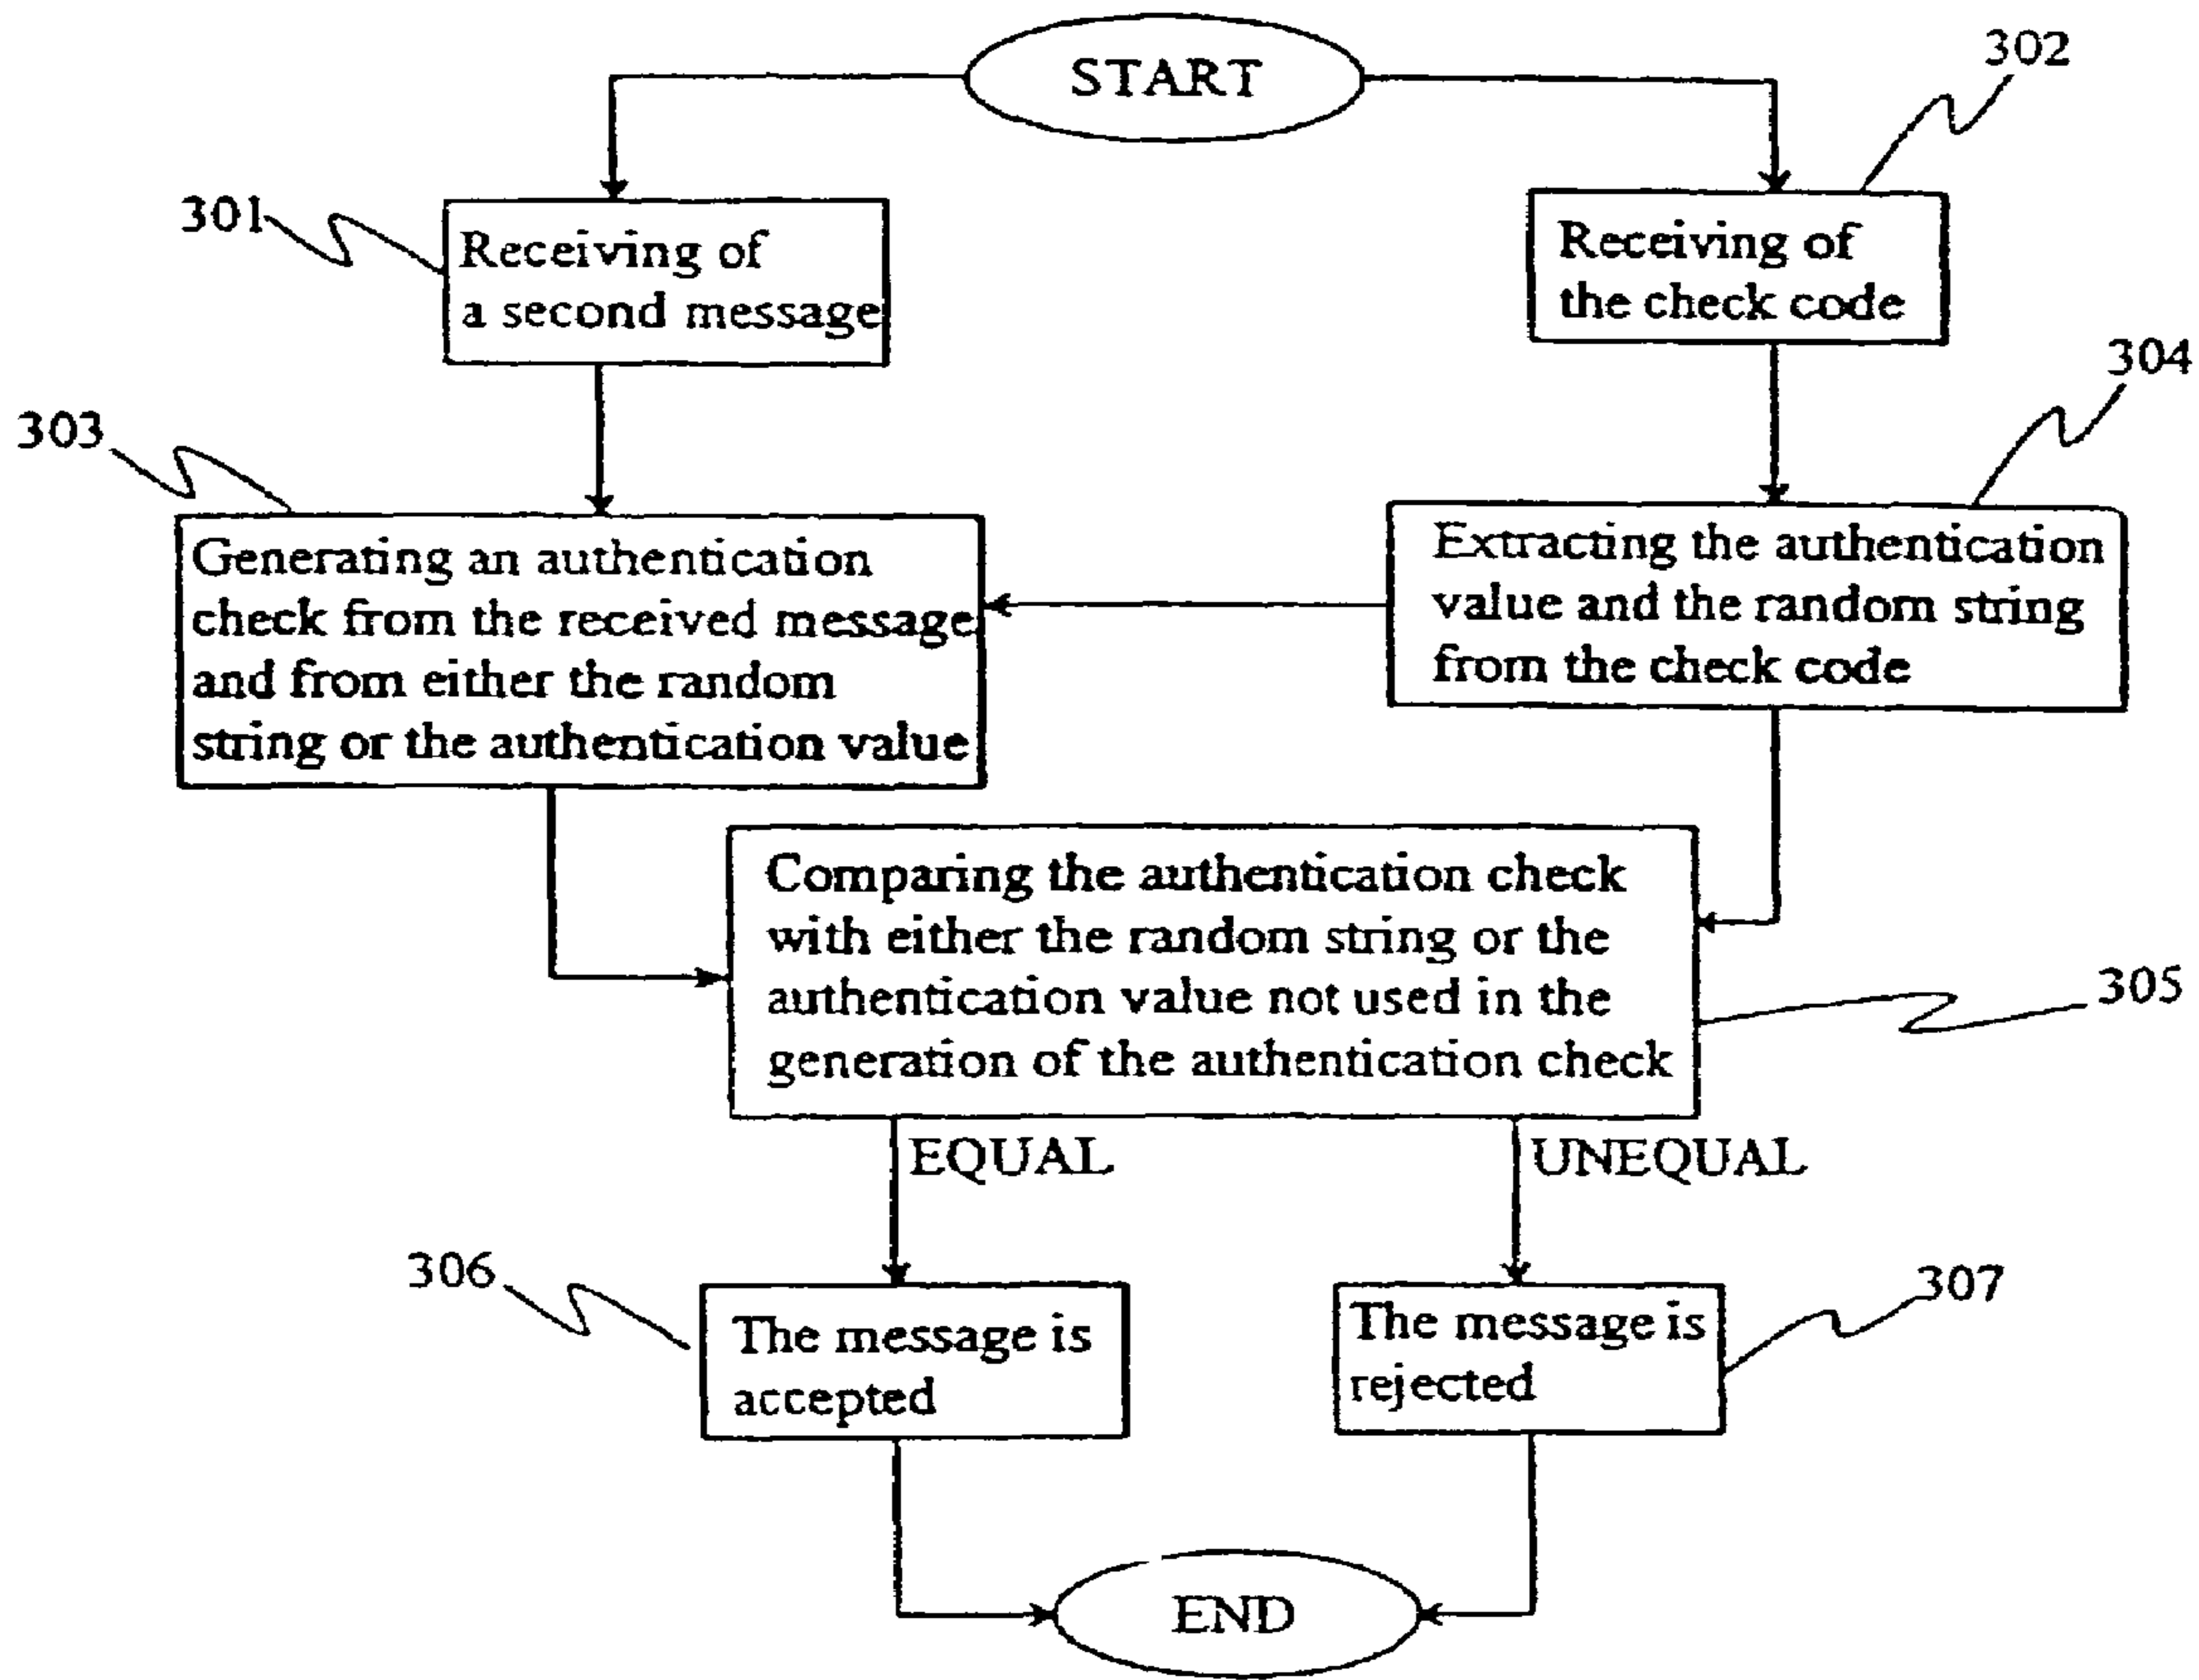 START
302
301
Receiving of
a second message
Receiving of
the check code
304
303
Generating an authentication
check from the received message
and from either the random
string or the authentication value
Extracting the authentication
value and the random string
from the check code
Comparing the authentication check
with either the random string or the
authentication value not used in the
generation of the authentication check
305
EQUAL
UNEQUAL
306
The message is
accepted
The message is
rejected
307
END